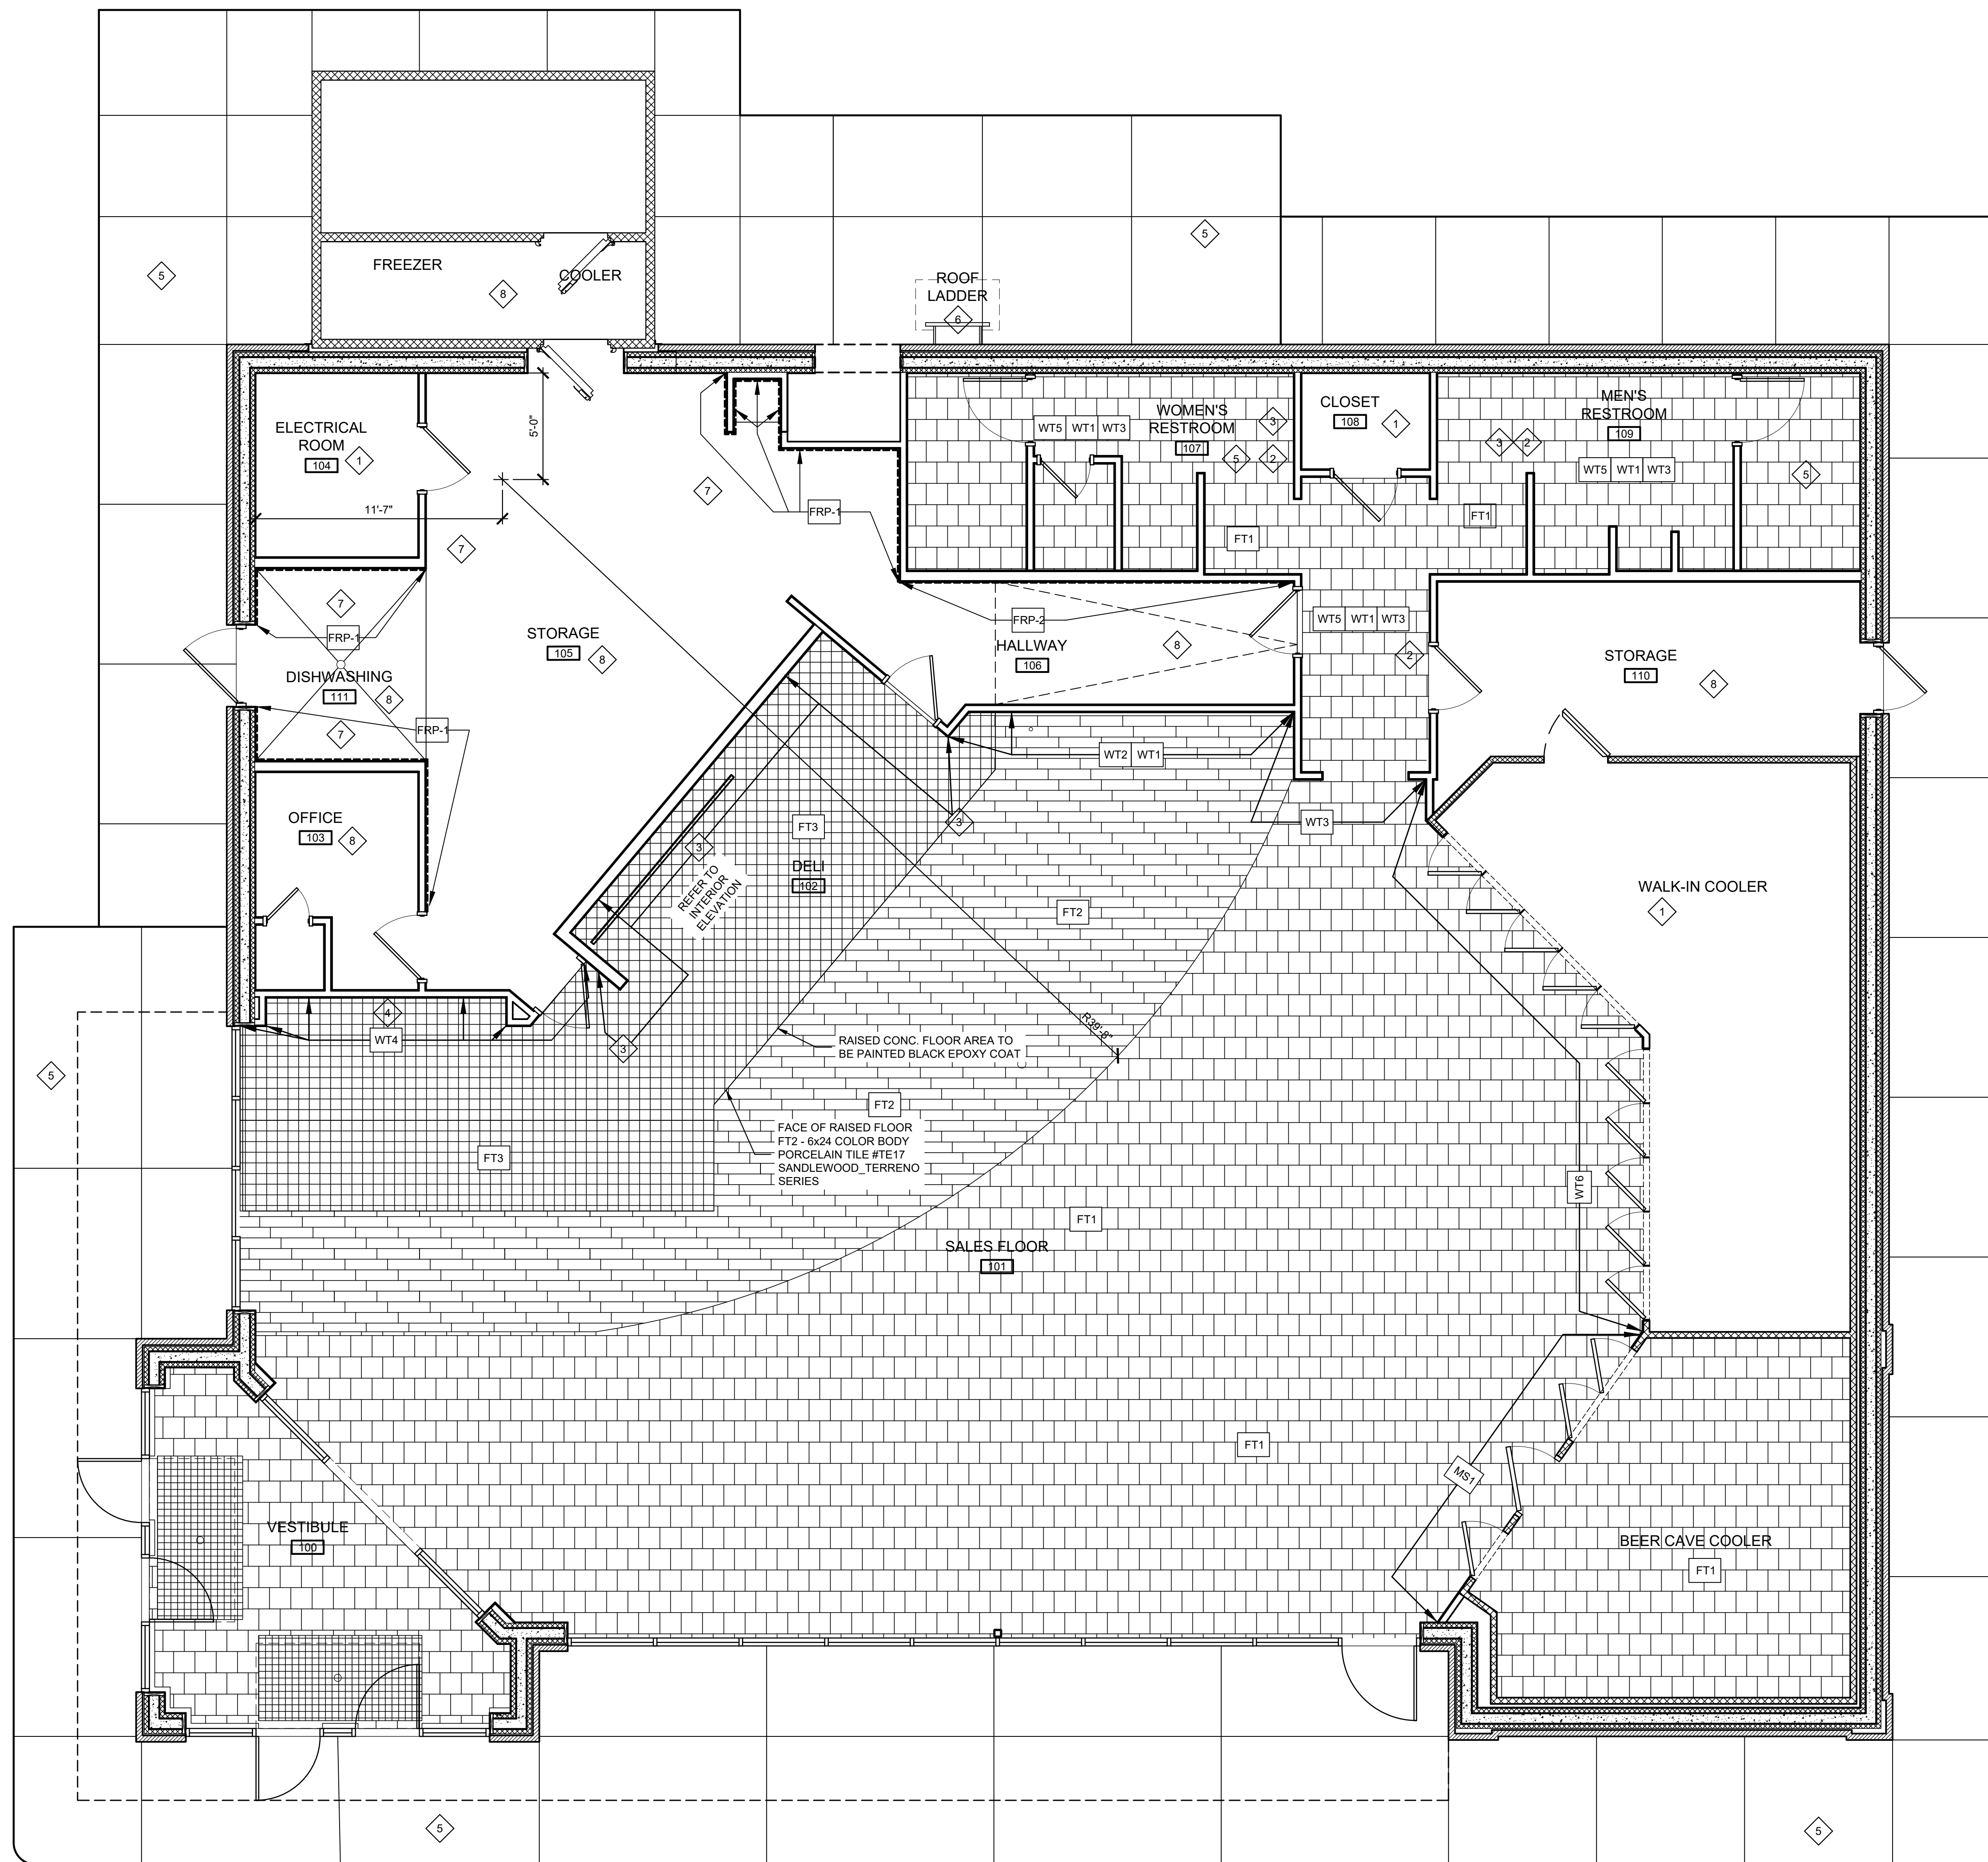 5
FREEZER
COOLER
8
5
ROOF
LADDER
6
ELECTRICAL
ROOM
104
1
5'-0"
11'-7"
7
7
FRP-1
WT5 WT1 WT3
WOMEN'S
RESTROOM
107
3
5
2
FT1
CLOSET
108
1
MEN'S
RESTROOM
109
3
2
WT5 WT1 WT3
5
FT1
7
FRP-1
DISHWASHING
111
8
7
FRP-1
STORAGE
105
8
FRP-2
HALLWAY
106
8
WT5 WT1 WT3
2
STORAGE
110
8
WT2 WT1
WT3
OFFICE
103
8
FT3
DELI
102
3
3
REFER TO
INTERIOR
ELEVATION
FT2
WALK-IN COOLER
1
4
WT4
3
R39'-8"
RAISED CONC. FLOOR AREA TO
BE PAINTED BLACK EPOXY COAT
5
FT2
FACE OF RAISED FLOOR
FT2 - 6x24 COLOR BODY
PORCELAIN TILE #TE17
SANDLEWOOD_TERRENO
SERIES
FT3
WT6
FT1
SALES FLOOR
101
FT1
MS1
VESTIBULE
100
BEER CAVE COOLER
FT1
5
5